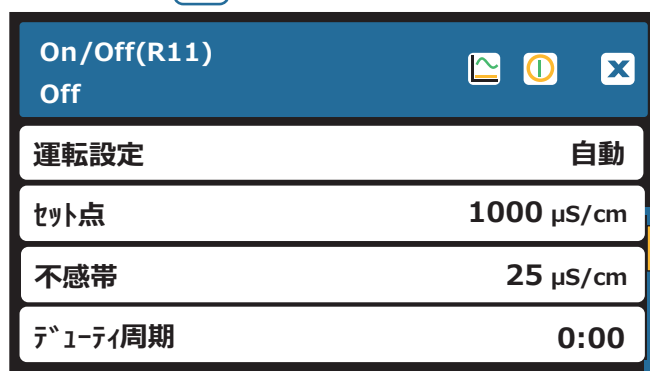 On/Off(R11)
Off
運転設定 自動
ｾｯﾄ点 1000 µS/cm
不感帯 25 µS/cm
ﾃﾞｭｰﾃｨ周期 0:00